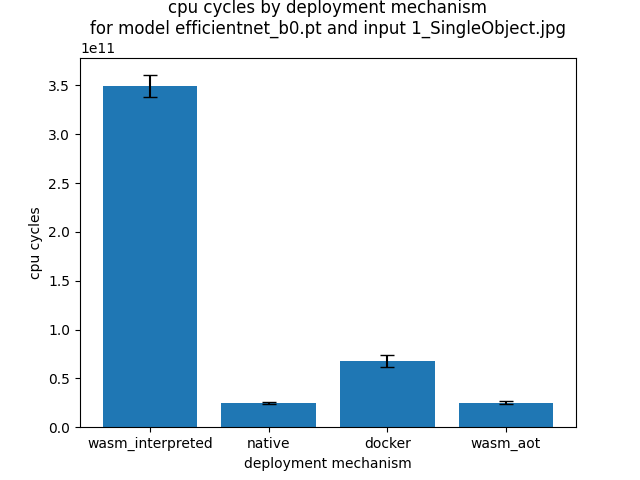 cpu cycles by deployment mechanism
for model efficientnet_b0.pt and input 1_SingleObject.jpg
1e11
3.5
3.0
2.5
2.0
1.5
1.0
0.5
0.0
cpu cycles
wasm_interpreted native docker wasm_aot
deployment mechanism